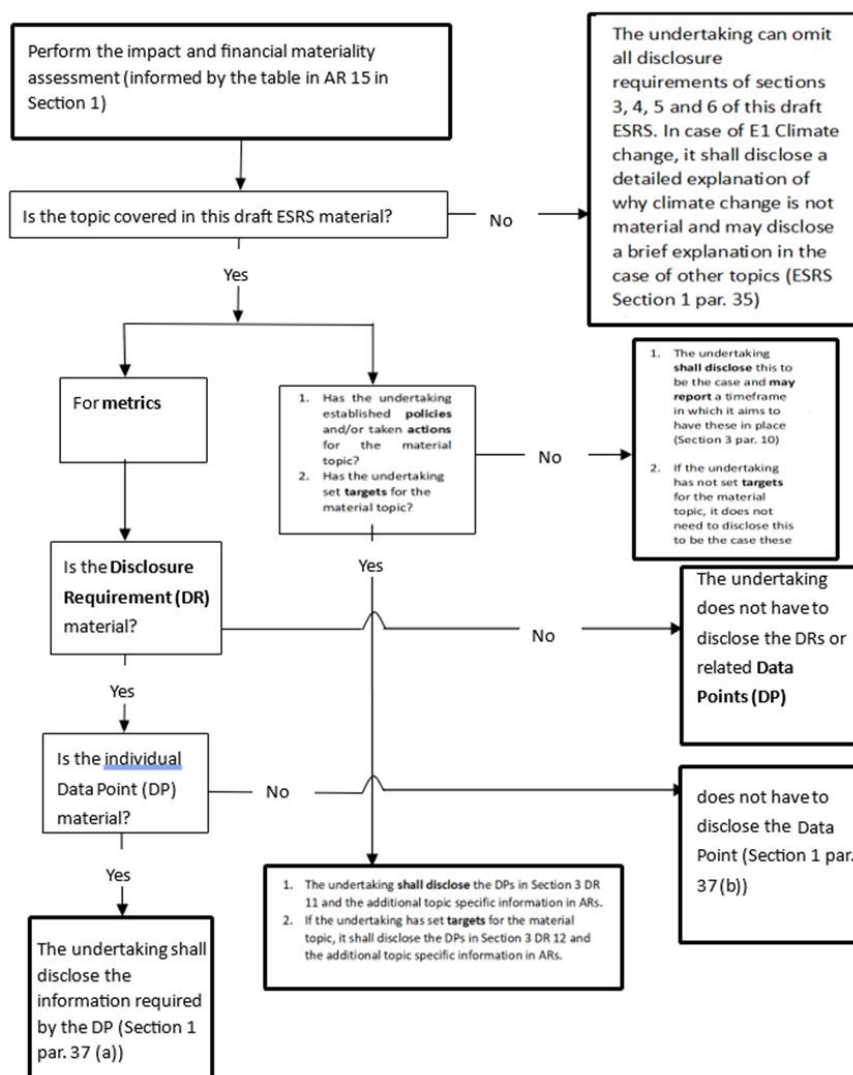 Perform the impact and financial materiality
assessment (informed by the table in AR 15 in
Section 1)
The undertaking can omit
all disclosure
requirements of sections
3, 4, 5 and 6 of this draft
ESRS. In case of E1 Climate
change, it shall disclose a
detailed explanation of
why climate change is not
material and may disclose
a brief explanation in the
case of other topics (ESRS
Section 1 par. 35)
Is the topic covered in this draft ESRS material?
No
Yes
For metrics
1. Has the undertaking
established policies
and/or taken actions
for the material
topic?
2. Has the undertaking
set targets for the
material topic?
No
1. The undertaking
shall disclose this to
be the case and may
report a timeframe
in which it aims to
have these in place
(Section 3 par. 10)
2. If the undertaking
has not set targets
for the material
topic, it does not
need to disclose this
to be the case these
Yes
Is the Disclosure
Requirement (DR)
material?
No
The undertaking
does not have to
disclose the DRs or
related Data
Points (DP)
Yes
Is the individual
Data Point (DP)
material?
No
does not have to
disclose the Data
Point (Section 1 par.
37(b))
Yes
1. The undertaking shall disclose the DPs in Section 3 DR
11 and the additional topic specific information in ARs.
2. If the undertaking has set targets for the material
topic, it shall disclose the DPs in Section 3 DR 12 and
the additional topic specific information in ARs.
The undertaking shall
disclose the
information required
by the DP (Section 1
par. 37 (a))